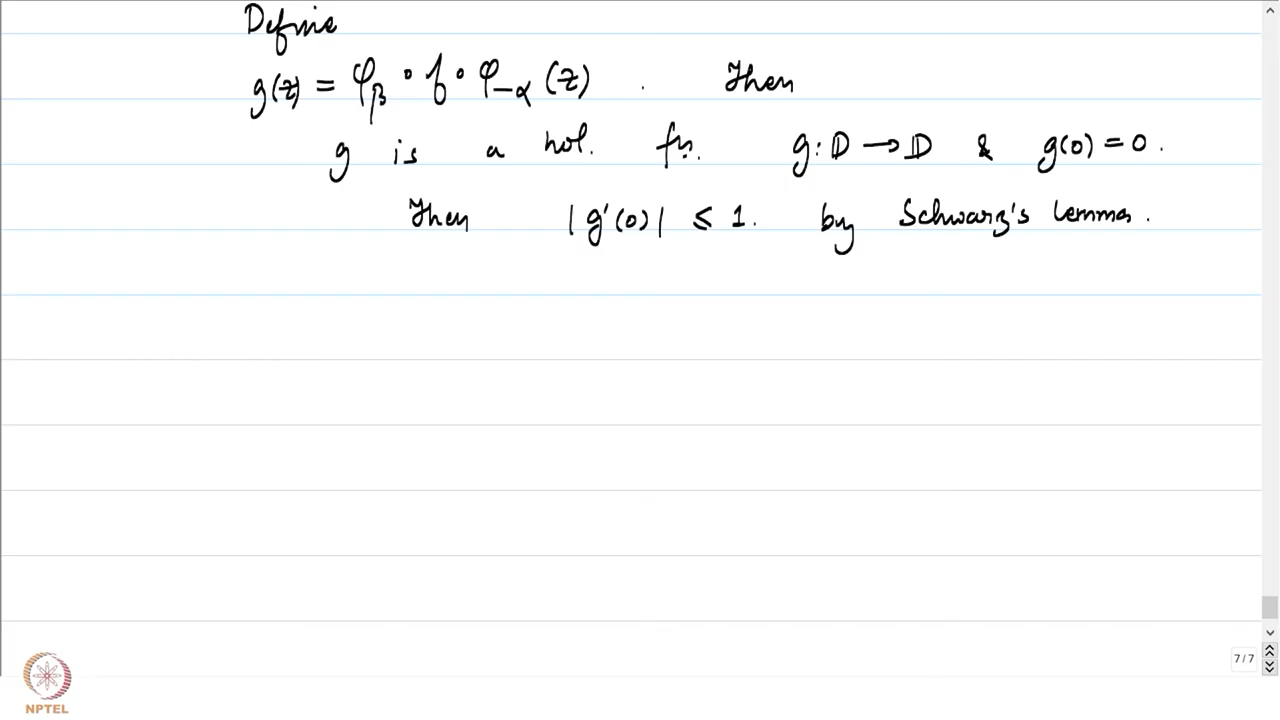 Define
g(z) = φ_β ∘ f ∘ φ_{-α} (z) . Then
g is a hol. fn. g: D → D & g(0) = 0.
Then |g'(0)| ≤ 1. by Schwarz's lemma.
7/7
NPTEL